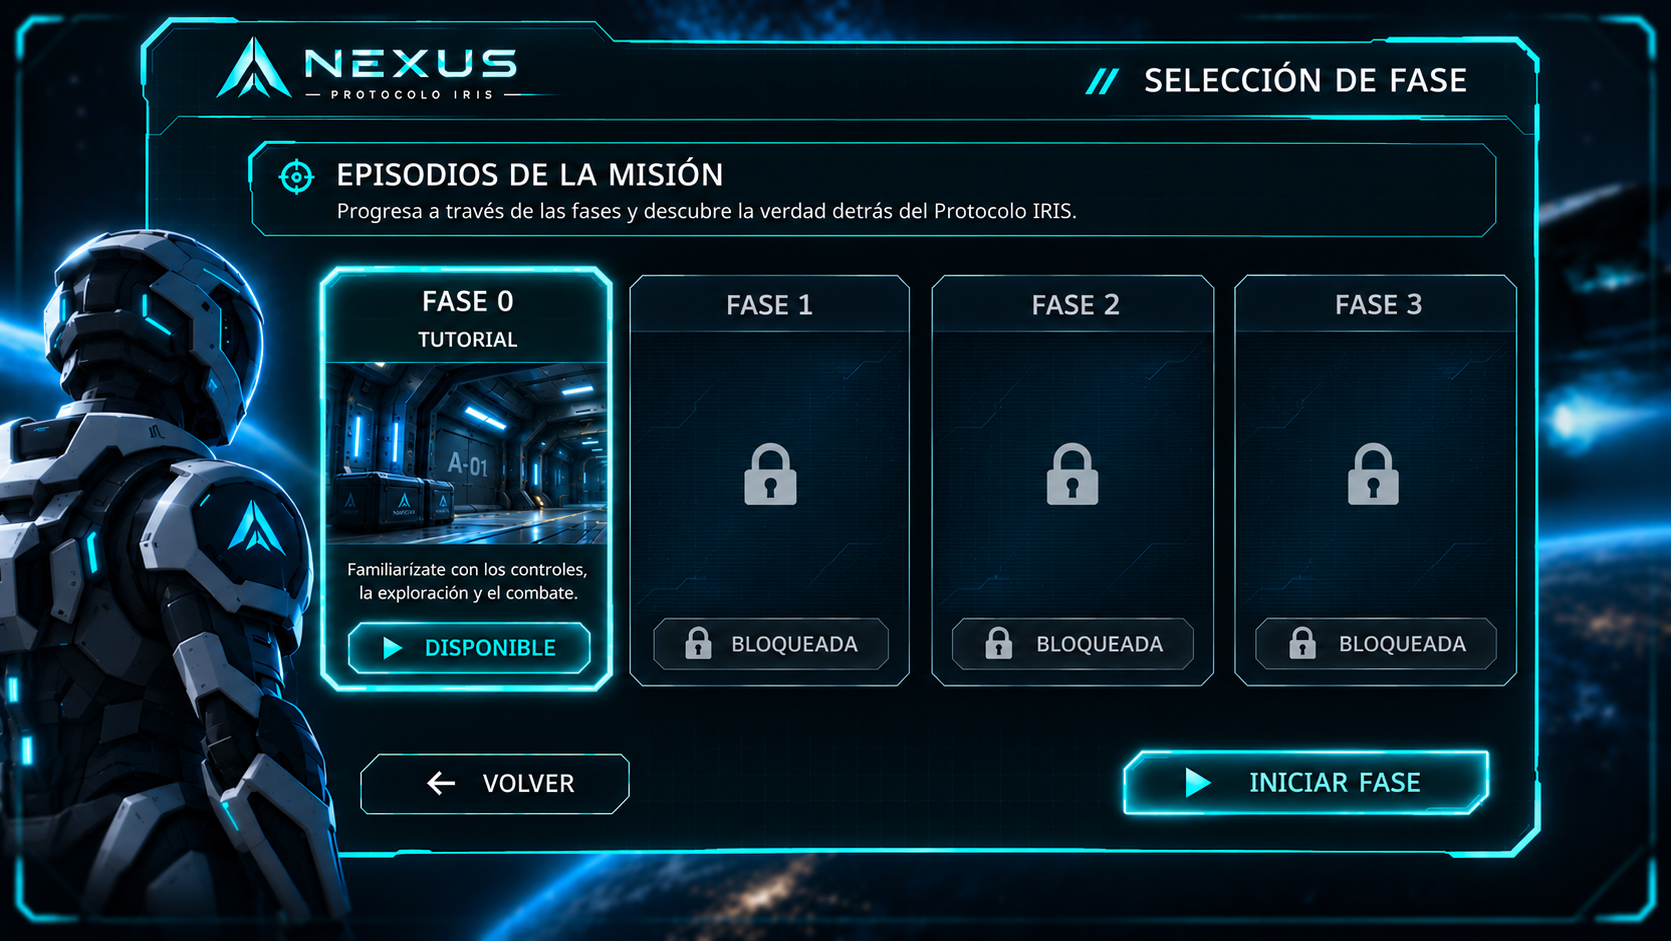 NEXUS
PROTOCOLO IRIS
// SELECCIÓN DE FASE
EPISODIOS DE LA MISIÓN
Progresa a través de las fases y descubre la verdad detrás del Protocolo IRIS.
FASE 0
TUTORIAL
A-01
Familiarízate con los controles,
la exploración y el combate.
DISPONIBLE
FASE 1
BLOQUEADA
FASE 2
BLOQUEADA
FASE 3
BLOQUEADA
VOLVER
INICIAR FASE